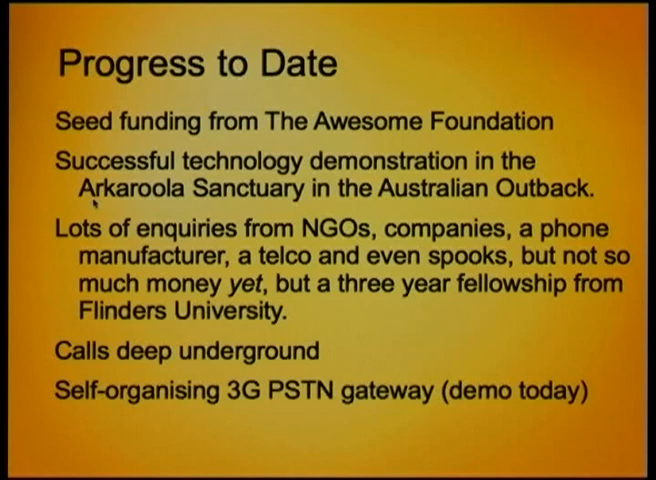 Progress to Date
Seed funding from The Awesome Foundation
Successful technology demonstration in the
Arkaroola Sanctuary in the Australian Outback.
Lots of enquiries from NGOs, companies, a phone
manufacturer, a telco and even spooks, but not so
much money yet, but a three year fellowship from
Flinders University.
Calls deep underground
Self-organising 3G PSTN gateway (demo today)